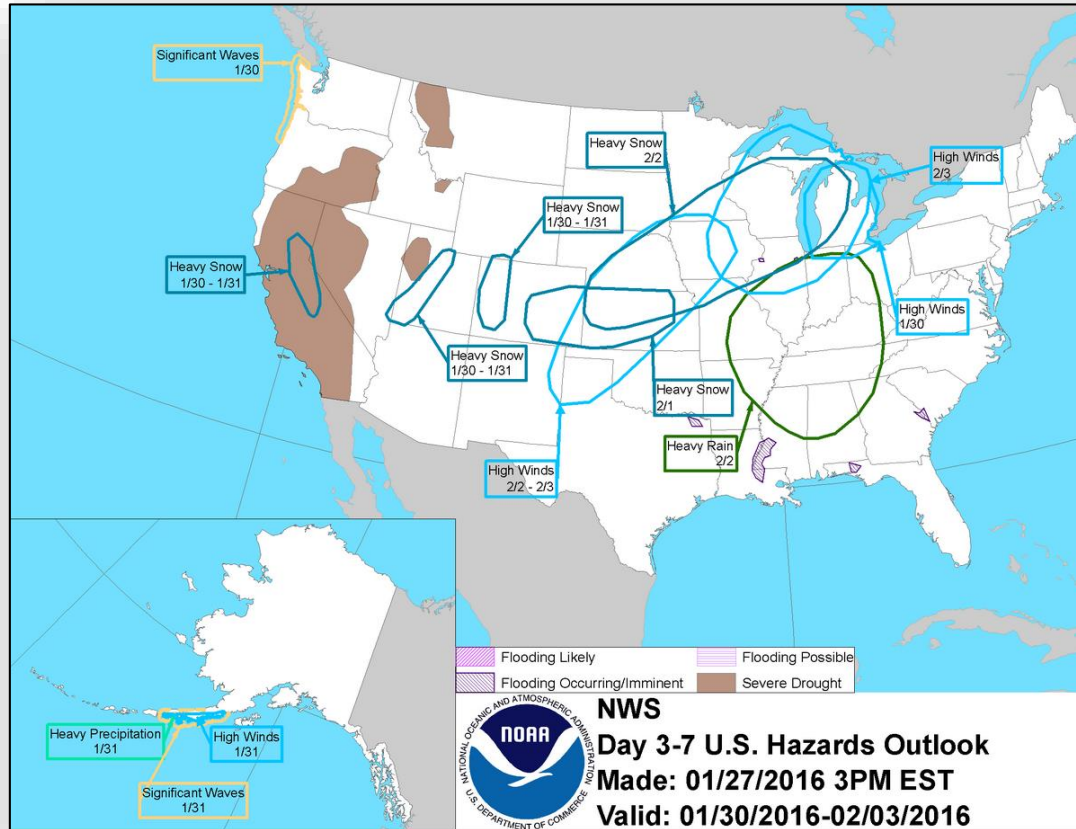 Significant Waves
1/30
Heavy Snow
2/2
High Winds
2/3
Heavy Snow
1/30 - 1/31
Heavy Snow
1/30 - 1/31
High Winds
1/30
Heavy Snow
1/30 - 1/31
Heavy Snow
2/1
Heavy Rain
2/2
High Winds
2/2 - 2/3
Heavy Precipitation
1/31
High Winds
1/31
Significant Waves
1/31
Flooding Likely
Flooding Possible
Flooding Occurring/Imminent
Severe Drought
NATIONAL OCEANIC AND ATMOSPHERIC ADMINISTRATION
NOAA
U.S. DEPARTMENT OF COMMERCE
NWS
Day 3-7 U.S. Hazards Outlook
Made: 01/27/2016 3PM EST
Valid: 01/30/2016-02/03/2016